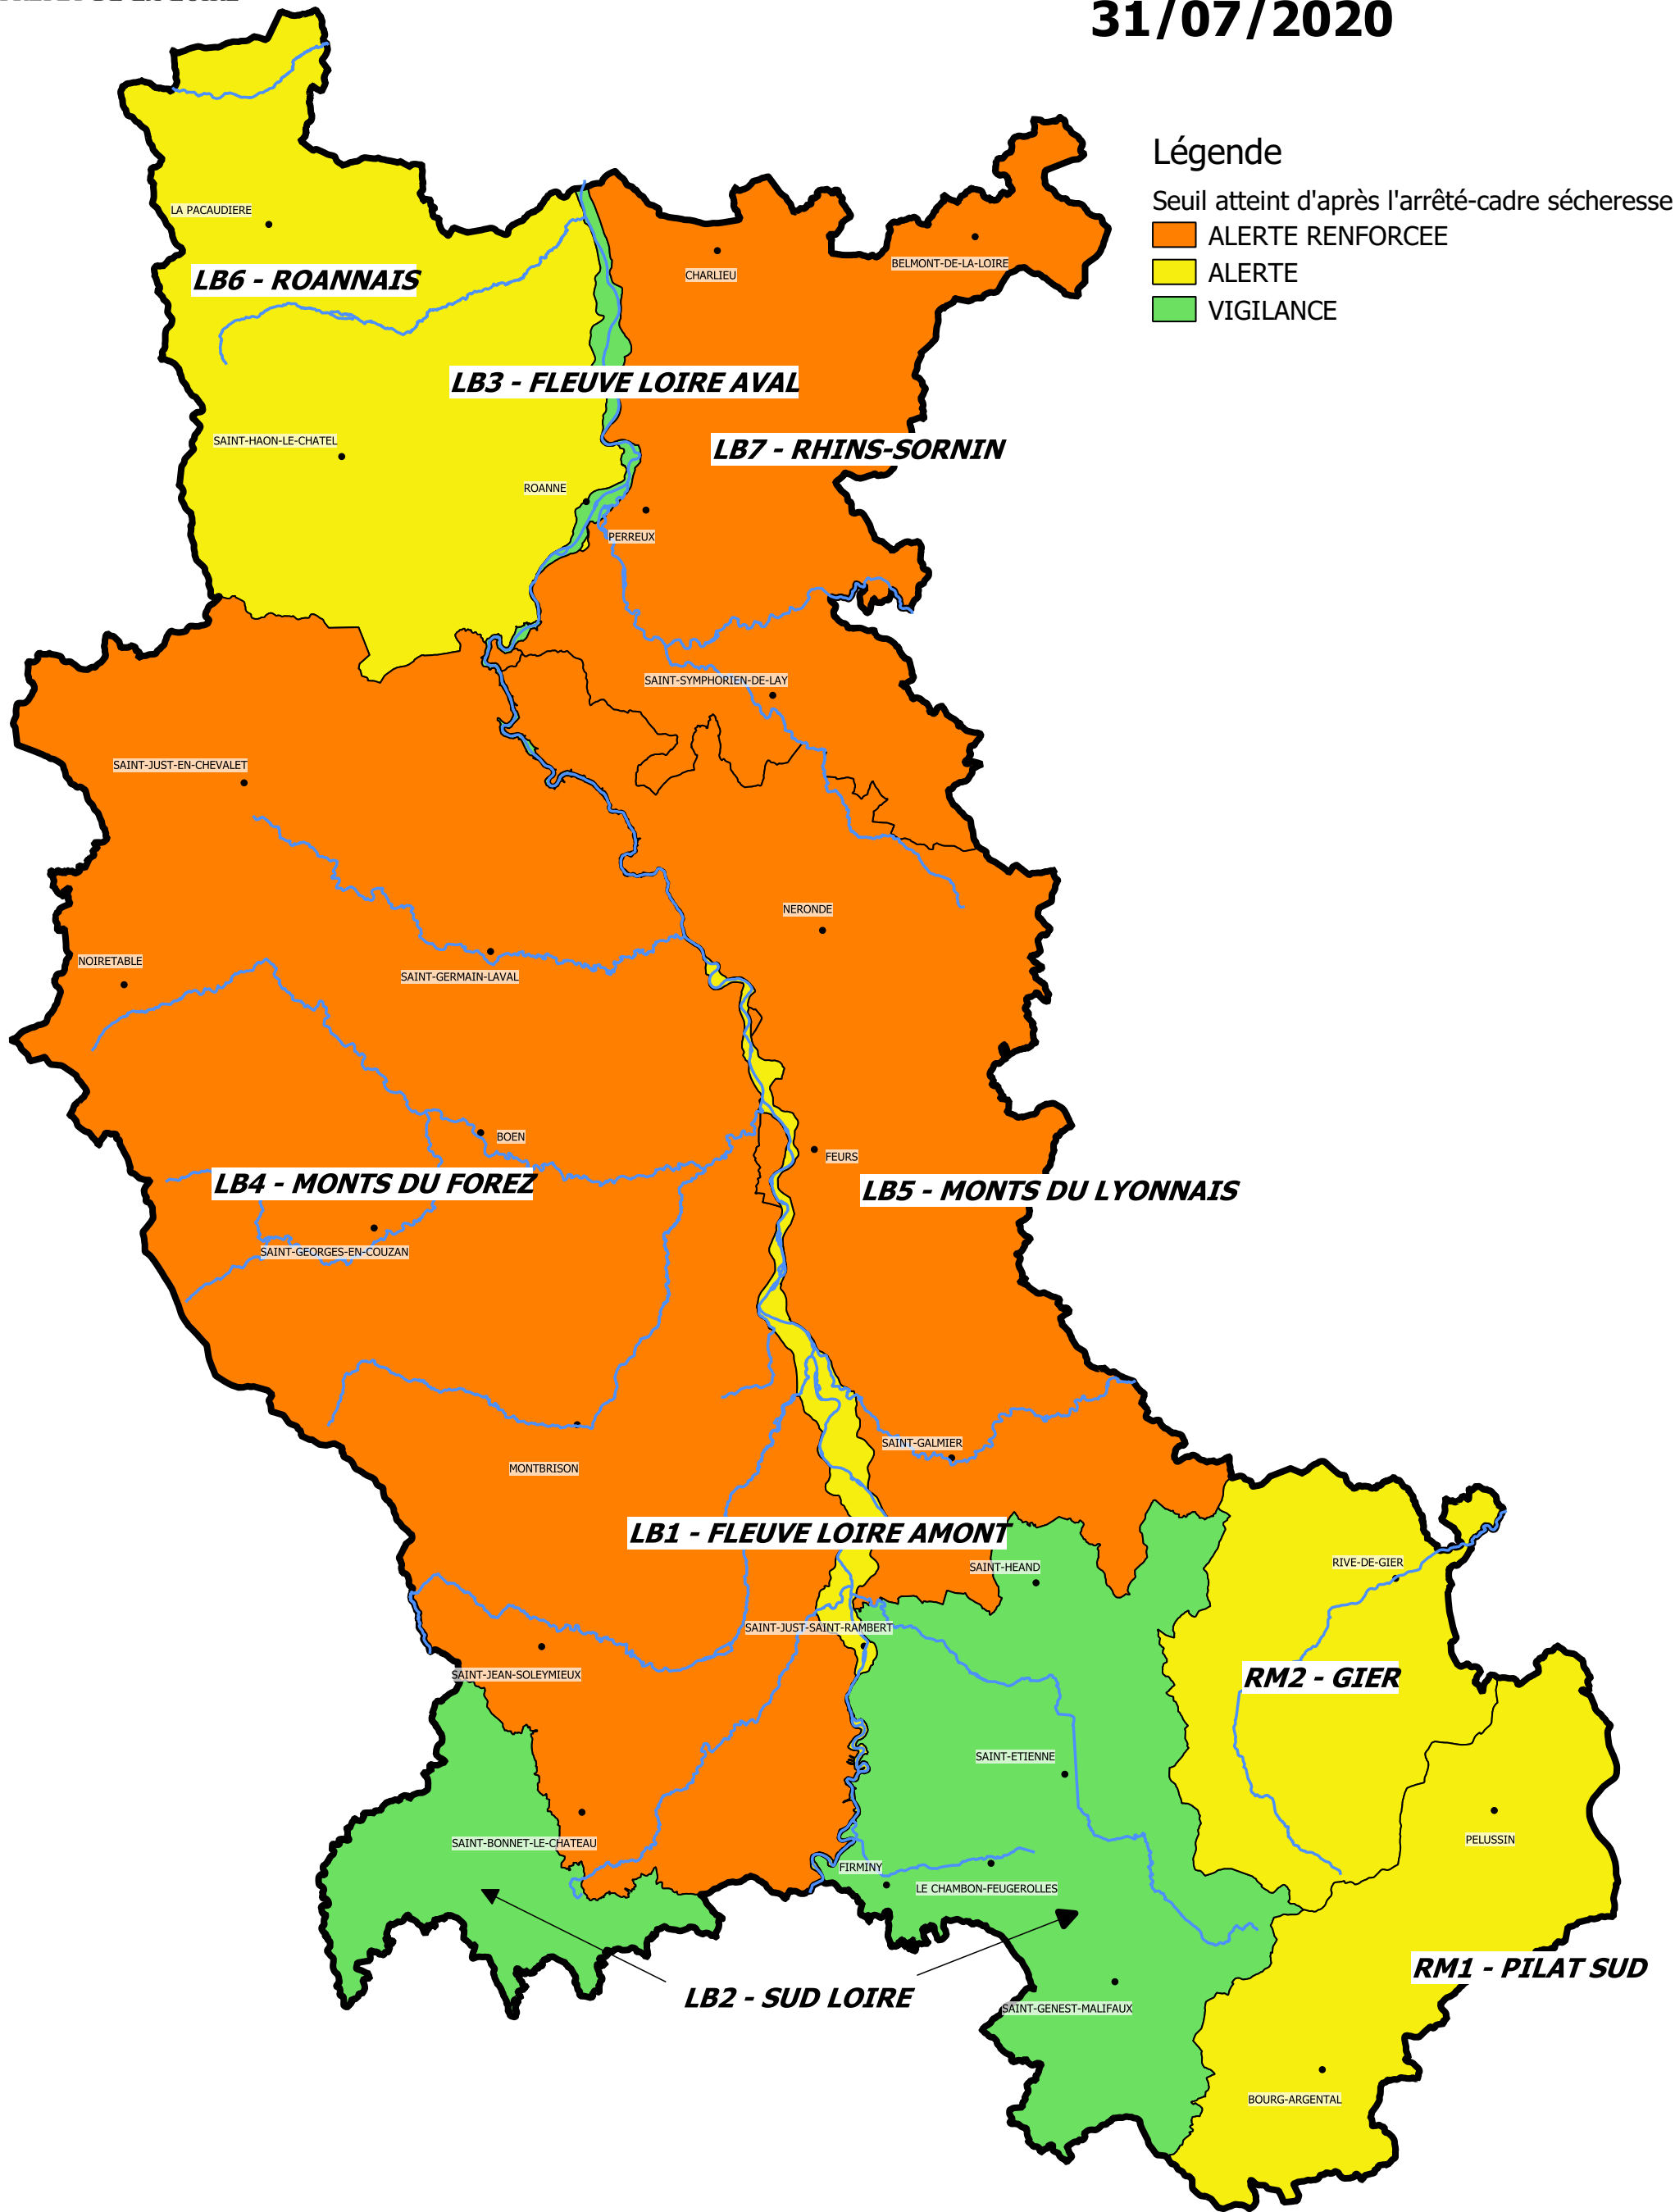 31/07/2020
Légende
Seuil atteint d'après l'arrêté-cadre sécheresse
ALERTE RENFORCEE
ALERTE
VIGILANCE
LA PACAUDIERE
LB6 - ROANNAIS
CHARLIEU
BELMONT-DE-LA-LOIRE
LB3 - FLEUVE LOIRE AVAL
SAINT-HAON-LE-CHATEL
LB7 - RHINS-SORNIN
ROANNE
PERREUX
SAINT-SYMPHORIEN-DE-LAY
SAINT-JUST-EN-CHEVALET
NERONDE
NOIRETABLE
SAINT-GERMAIN-LAVAL
BOEN
FEURS
LB4 - MONTS DU FOREZ
LB5 - MONTS DU LYONNAIS
SAINT-GEORGES-EN-COUZAN
SAINT-GALMIER
MONTBRISON
LB1 - FLEUVE LOIRE AMONT
SAINT-HEAND
RIVE-DE-GIER
SAINT-JUST-SAINT-RAMBERT
SAINT-JEAN-SOLEYMIEUX
RM2 - GIER
SAINT-ETIENNE
SAINT-BONNET-LE-CHATEAU
PELUSSIN
FIRMINY
LE CHAMBON-FEUGEROLLES
RM1 - PILAT SUD
LB2 - SUD LOIRE
SAINT-GENEST-MALIFAUX
BOURG-ARGENTAL